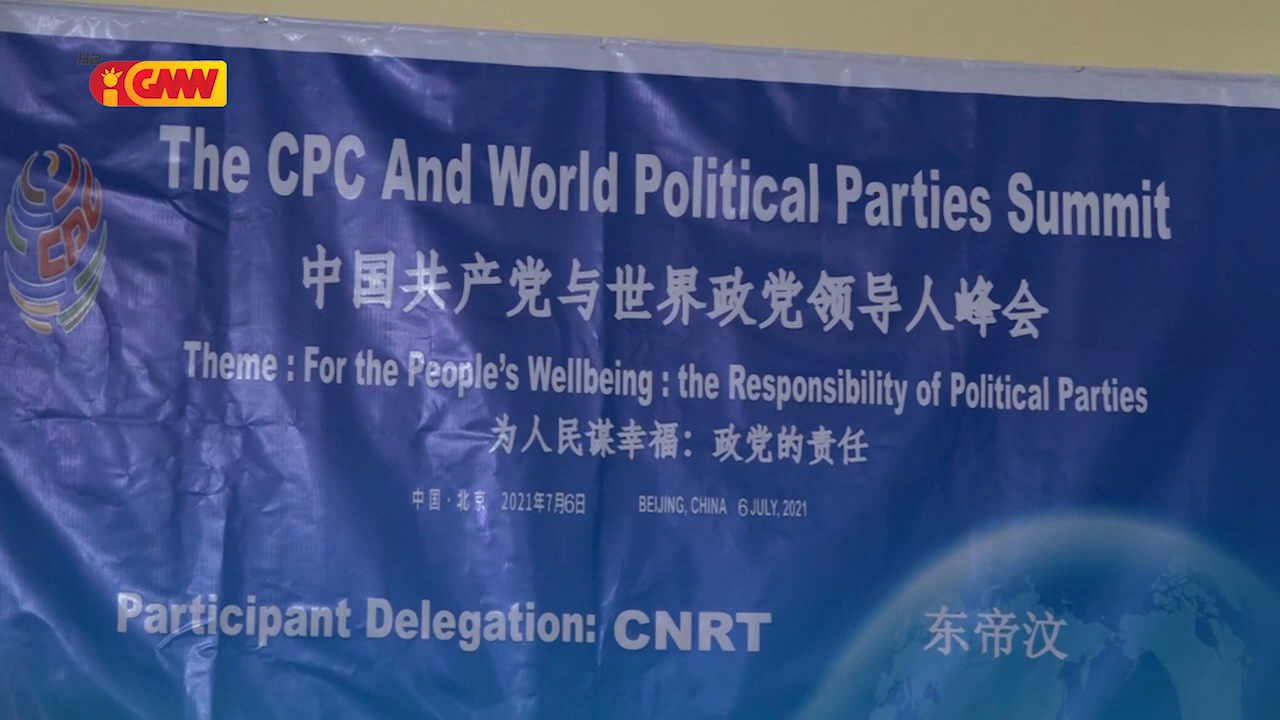 HD
GMN
The CPC And World Political Parties Summit
CPC
中国共产党与世界政党领导人峰会
Theme : For the People's Wellbeing : the Responsibility of Political Parties
为人民谋幸福：政党的责任
中国·北京 2021年7月6日 BEIJING, CHINA 6 JULY, 2021
Participant Delegation: CNRT 东帝汶